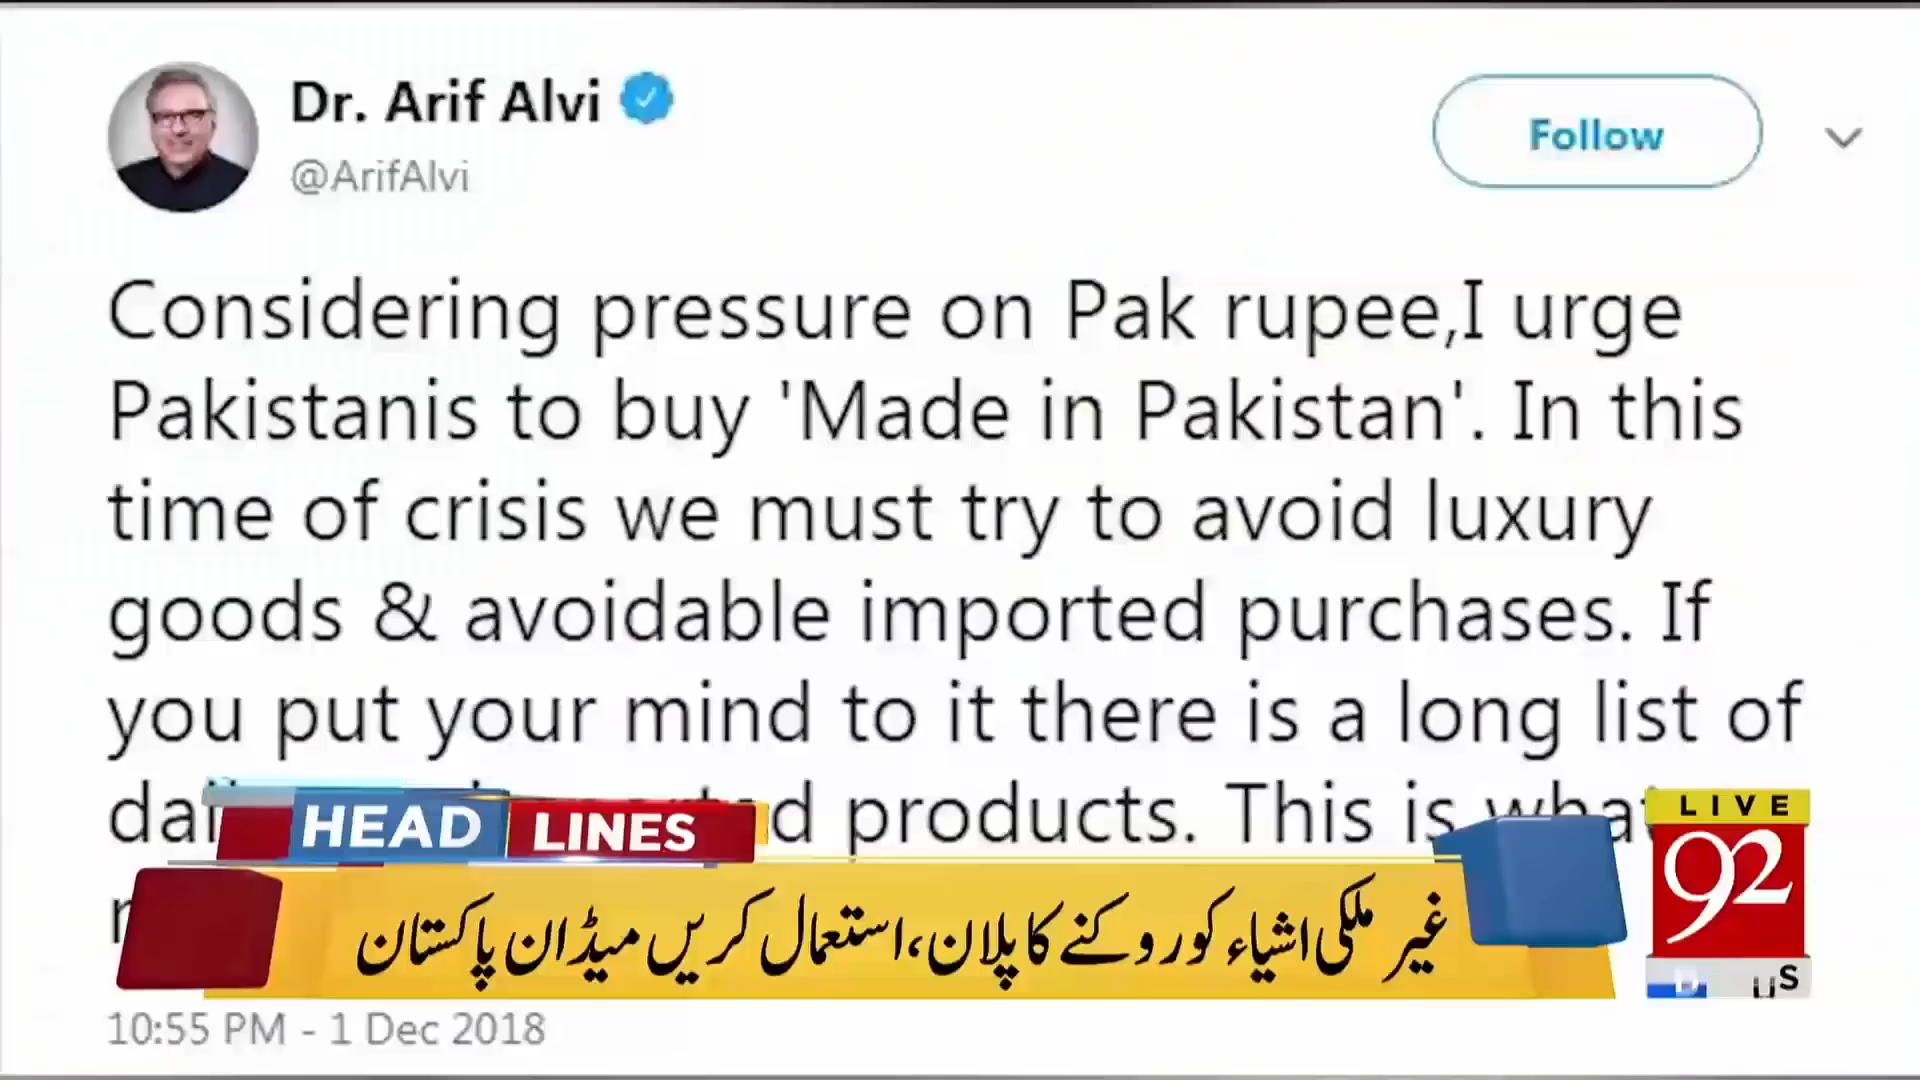 Dr. Arif Alvi
@ArifAlvi
Follow
Considering pressure on Pak rupee,I urge
Pakistanis to buy 'Made in Pakistan'. In this
time of crisis we must try to avoid luxury
goods & avoidable imported purchases. If
you put your mind to it there is a long list of
products. This is
HEAD LINES
غیر ملکی اشیاء کو روکنے کا پلان، استعمال کریں میڈ ان پاکستان
LIVE
92
10:55 PM - 1 Dec 2018